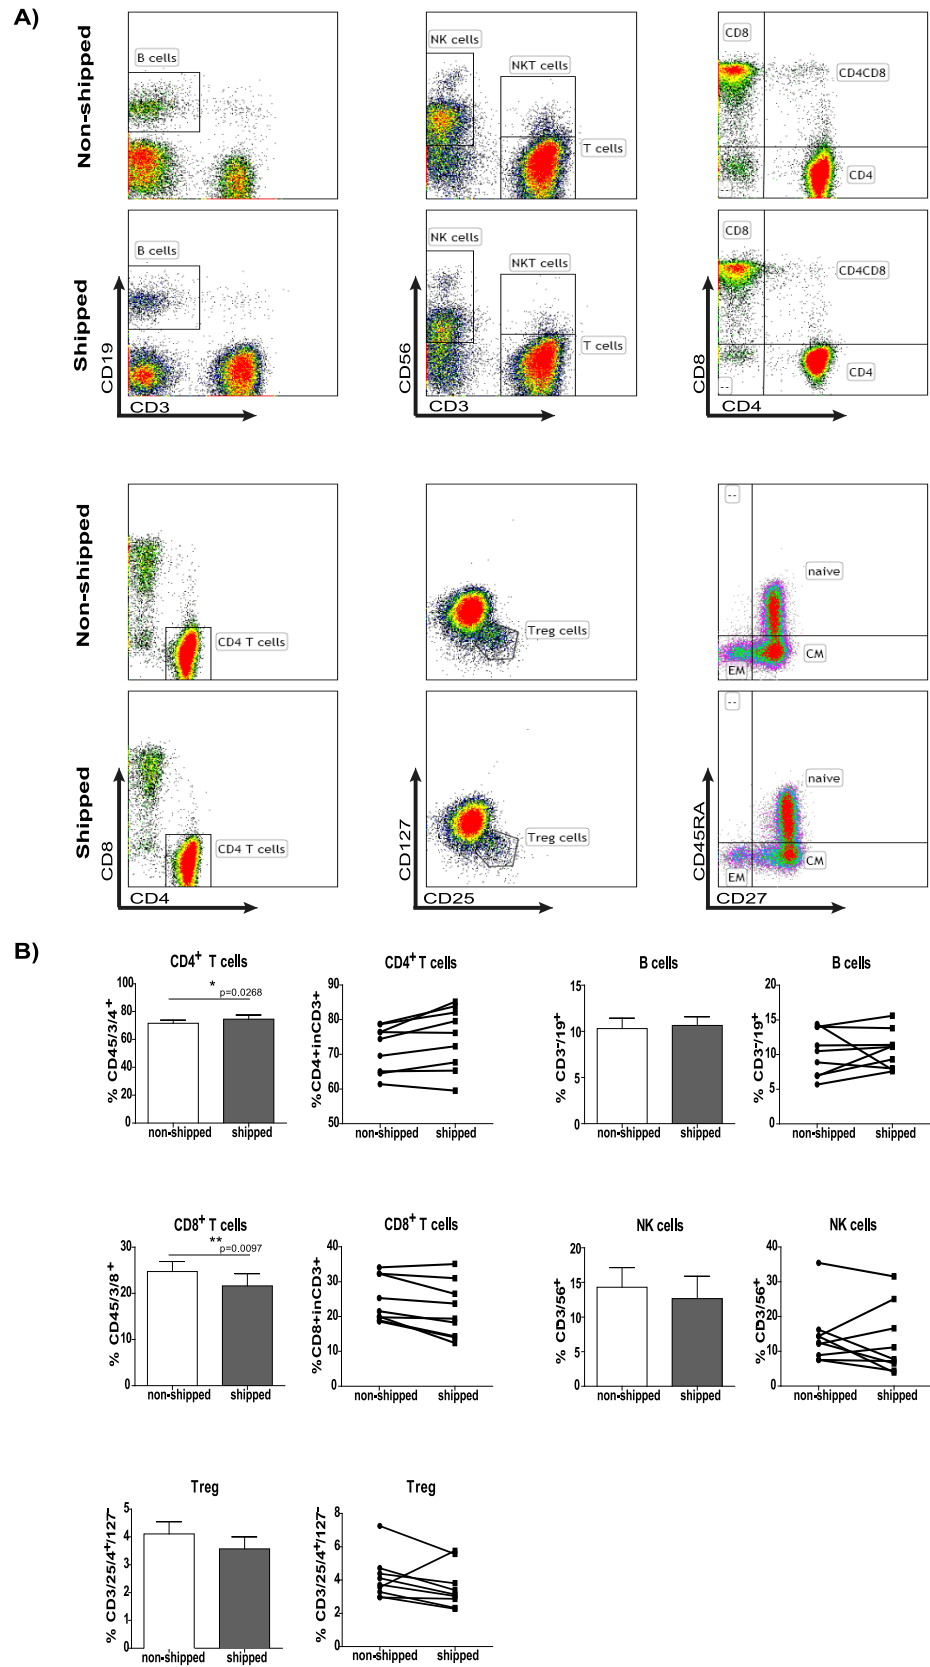 A)
Non-shipped
B cells
NK cells
NKT cells
T cells
CD8
CD4CD8
CD4
--
Shipped
B cells
NK cells
NKT cells
T cells
CD8
CD4CD8
CD4
--
CD19
CD3
CD56
CD3
CD8
CD4
Non-shipped
CD4 T cells
Treg cells
--
naive
CM
EM
Shipped
CD4 T cells
Treg cells
--
naive
CM
EM
CD8
CD4
CD127
CD25
CD45RA
CD27
B)
CD4+ T cells
* p=0.0268
% CD45/3/4+
100
80
60
40
20
0
non-shipped shipped
CD4+ T cells
%CD4+inCD3+
90
80
70
60
50
non-shipped shipped
B cells
% CD3-/19+
15
10
5
0
non-shipped shipped
B cells
% CD3-/19+
20
15
10
5
0
non-shipped shipped
CD8+ T cells
** p=0.0097
% CD45/3/8+
30
20
10
0
non-shipped shipped
CD8+ T cells
%CD8+inCD3+
40
30
20
10
0
non-shipped shipped
NK cells
% CD3/56+
20
15
10
5
0
non-shipped shipped
NK cells
% CD3/56+
40
30
20
10
0
non-shipped shipped
Treg
% CD3/25/4+/127-
5
4
3
2
1
0
non-shipped shipped
Treg
% CD3/25/4+/127-
8
6
4
2
0
non-shipped shipped